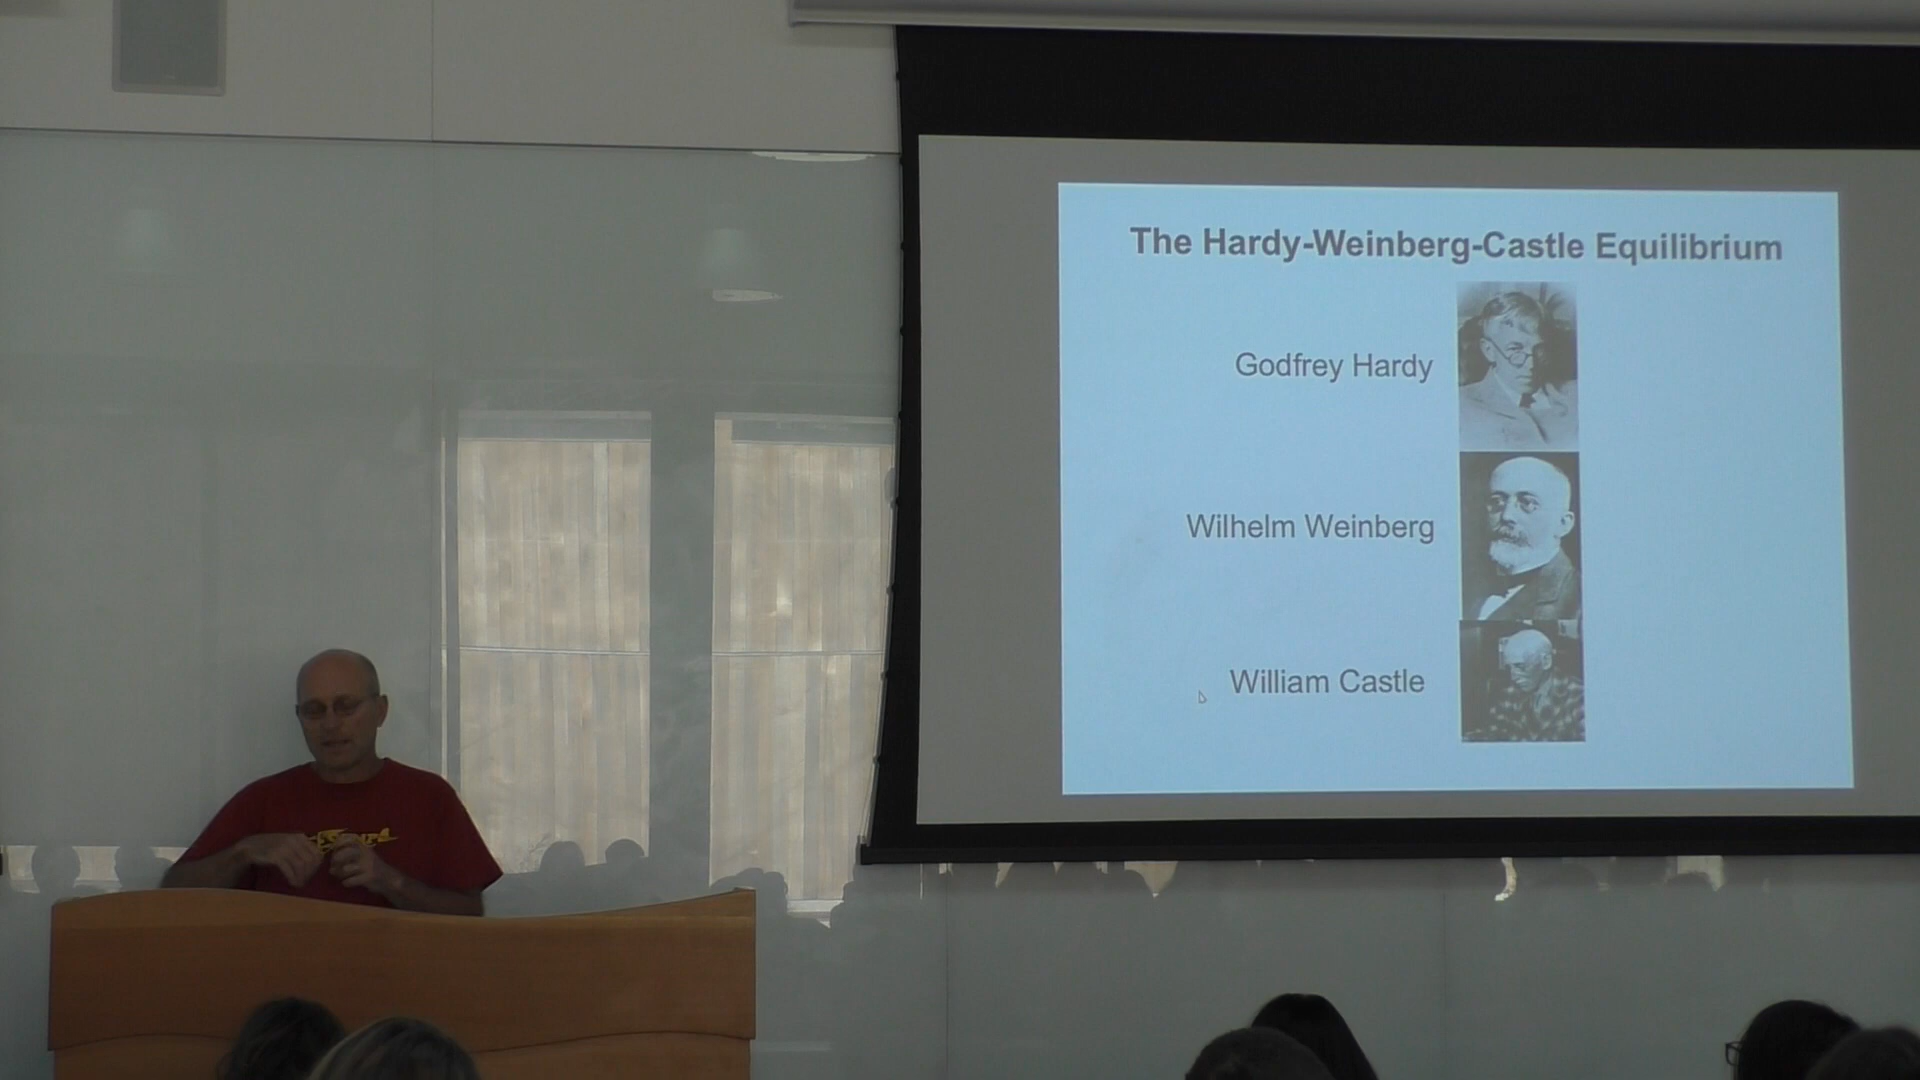 The Hardy-Weinberg-Castle Equilibrium
Godfrey Hardy
Wilhelm Weinberg
William Castle